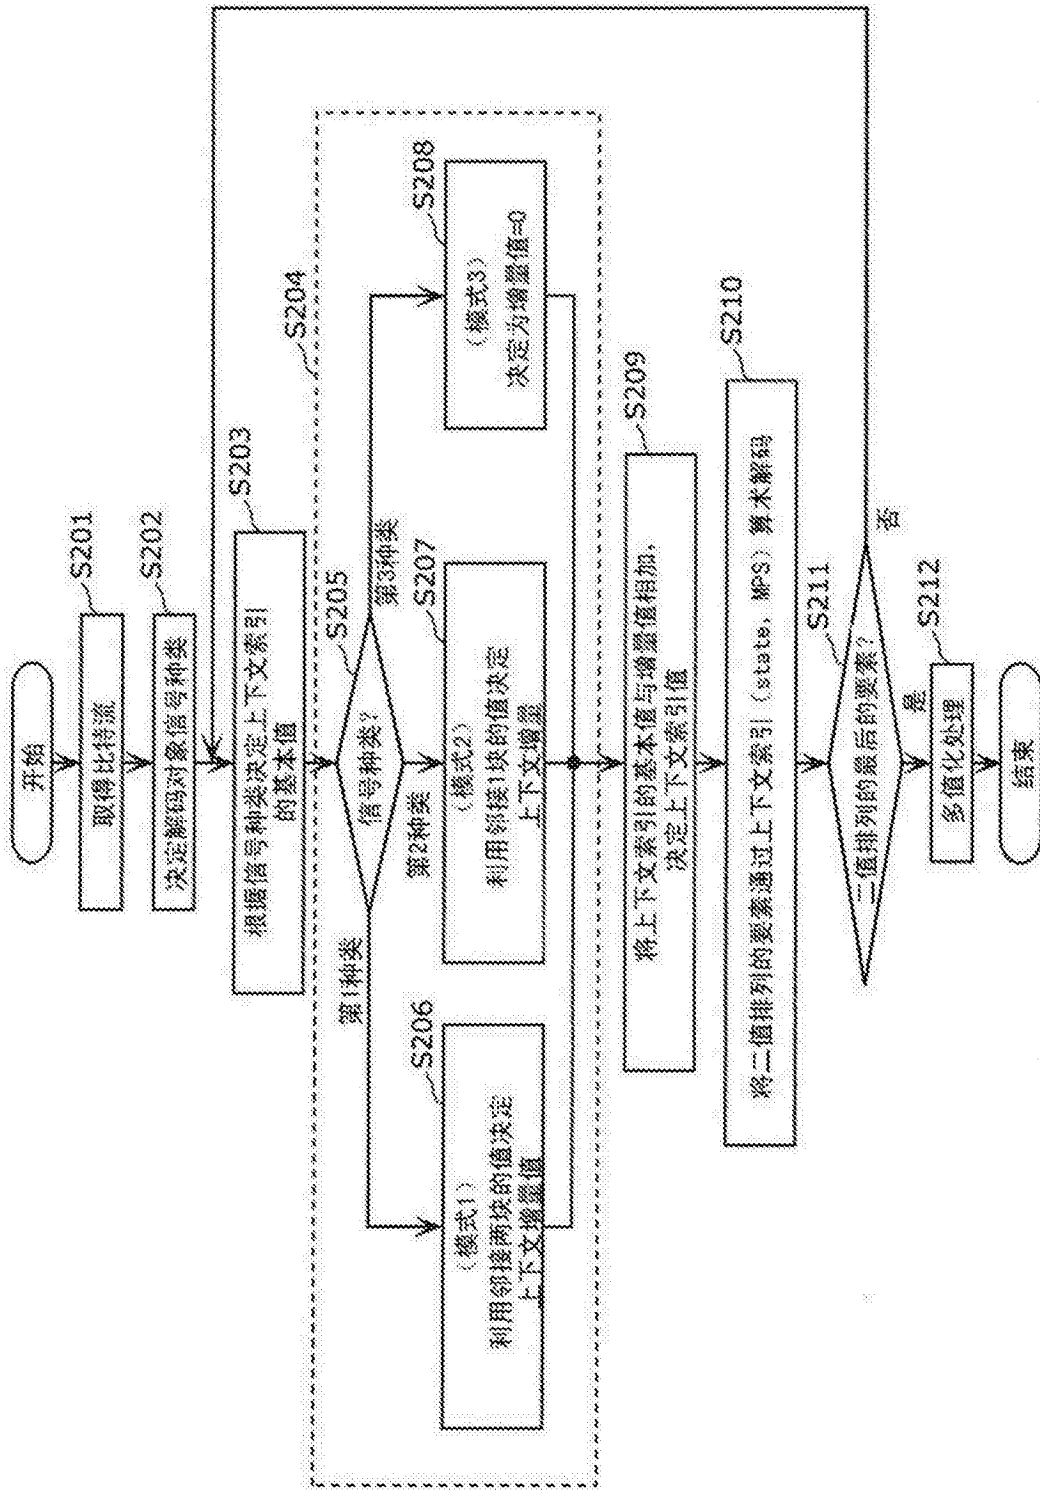 开始
S201
取得比特流
S202
决定解码对象信号种类
S203
根据信号种类决定上下文索引
的基本值
S204
S205
信号种类?
第1种类
第2种类
第3种类
S206
(模式1)
利用邻接两块的值决定
上下文增量值
S207
(模式2)
利用邻接1块的值决定
上下文增量
S208
(模式3)
决定为增量值=0
S209
将上下文索引的基本值与增量值相加,
决定上下文索引值
S210
将二值排列的要素通过上下文索引(state, MPS)算术解码
S211
二值排列的最后的要素?
否
是
S212
多值化处理
结束